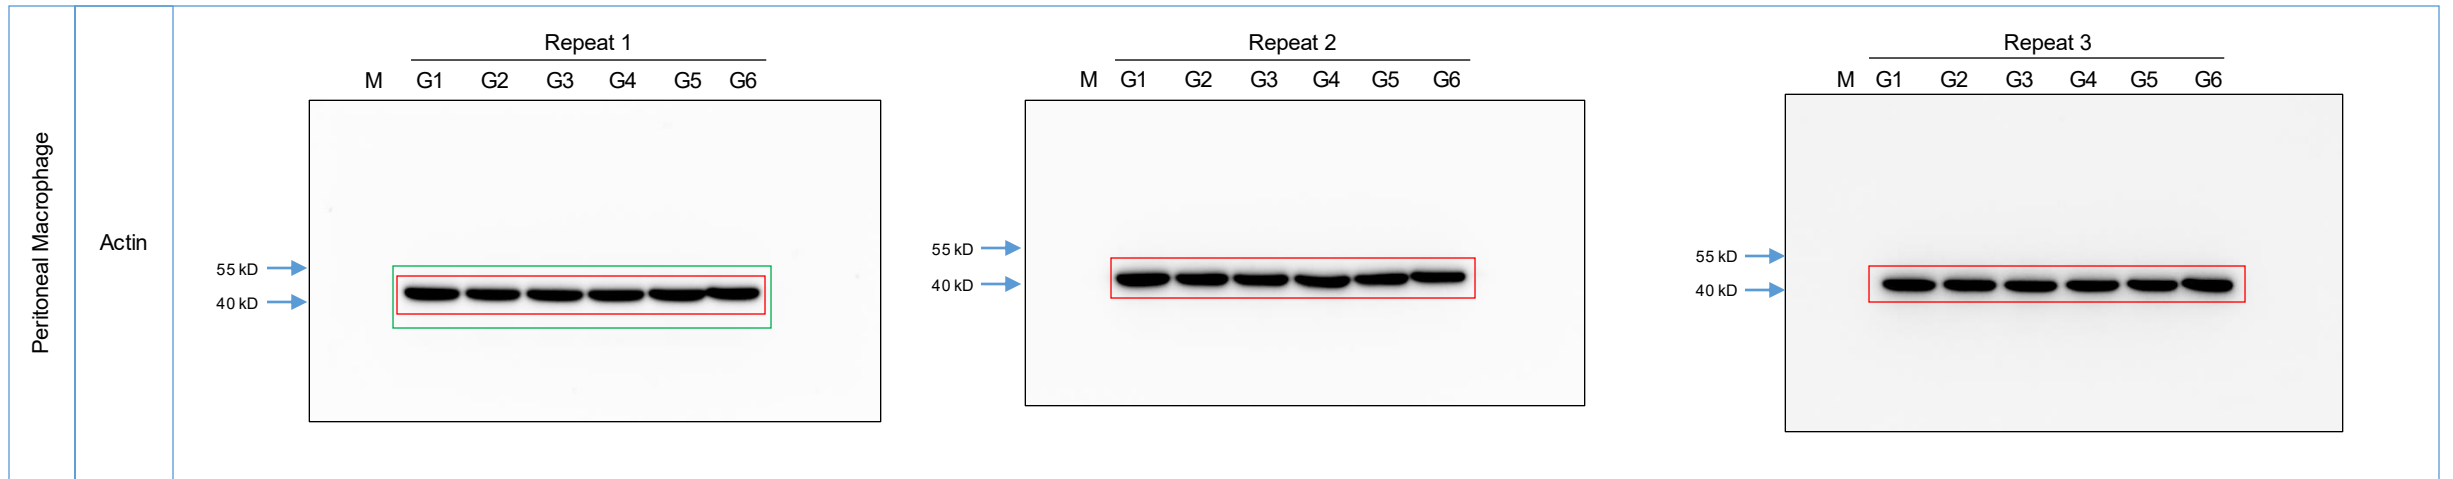 Peritoneal Macrophage
Actin
Repeat 1
M G1 G2 G3 G4 G5 G6
55 kD
40 kD
Repeat 2
M G1 G2 G3 G4 G5 G6
55 kD
40 kD
Repeat 3
M G1 G2 G3 G4 G5 G6
55 kD
40 kD